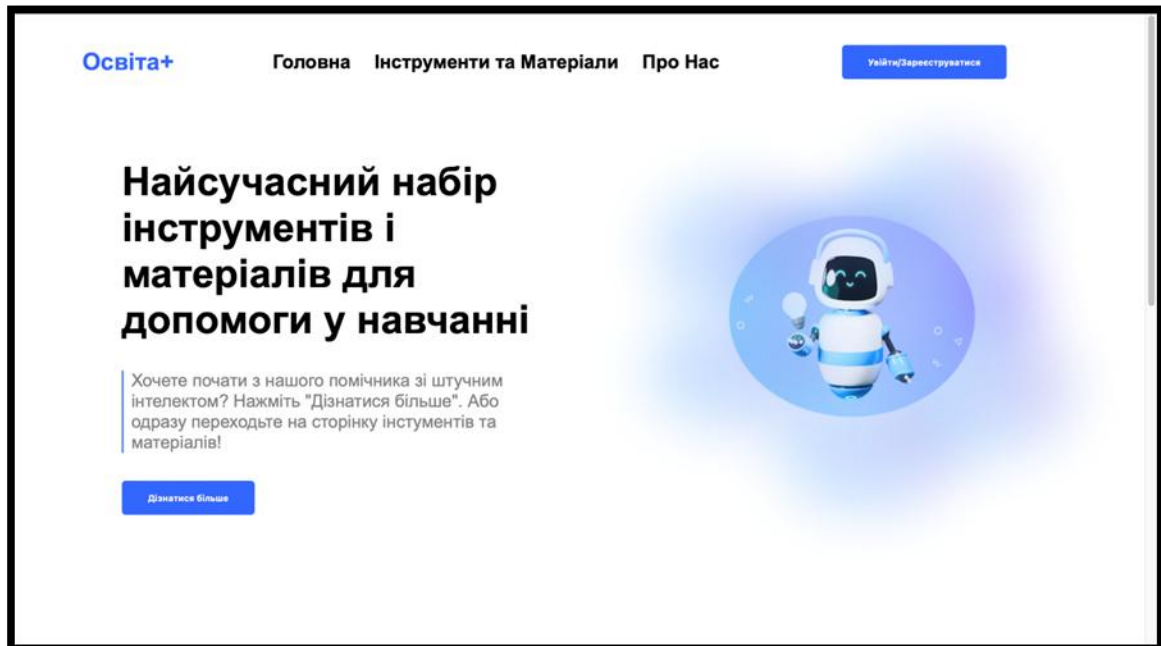 Освіта+
Головна Інструменти та Матеріали Про Нас
Увійти/Зареєструватися
Найсучасний набір
інструментів і
матеріалів для
допомоги у навчанні
Хочете почати з нашого помічника зі штучним
інтелектом? Нажміть "Дізнатися більше". Або
одразу переходьте на сторінку інстументів та
матеріалів!
Дізнатися більше